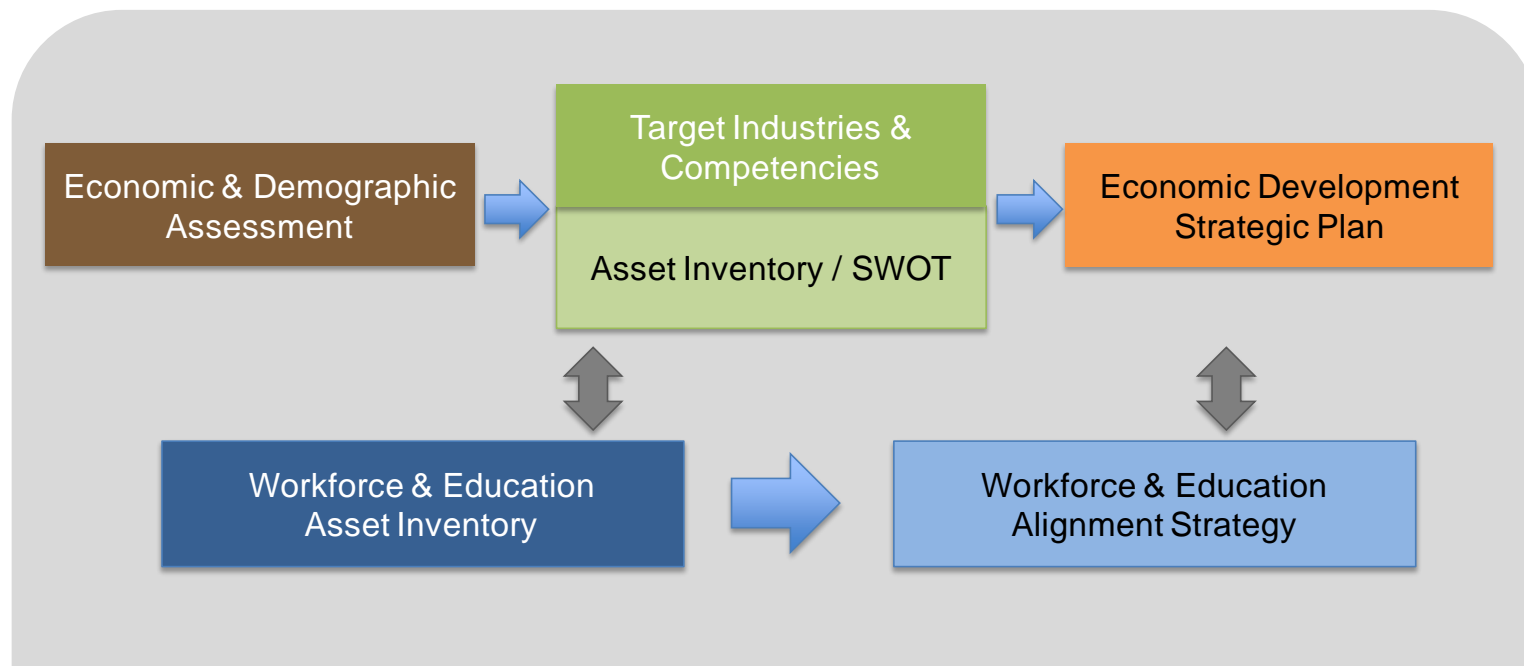 Economic & Demographic
Assessment
Target Industries &
Competencies
Asset Inventory / SWOT
Economic Development
Strategic Plan
Workforce & Education
Asset Inventory
Workforce & Education
Alignment Strategy